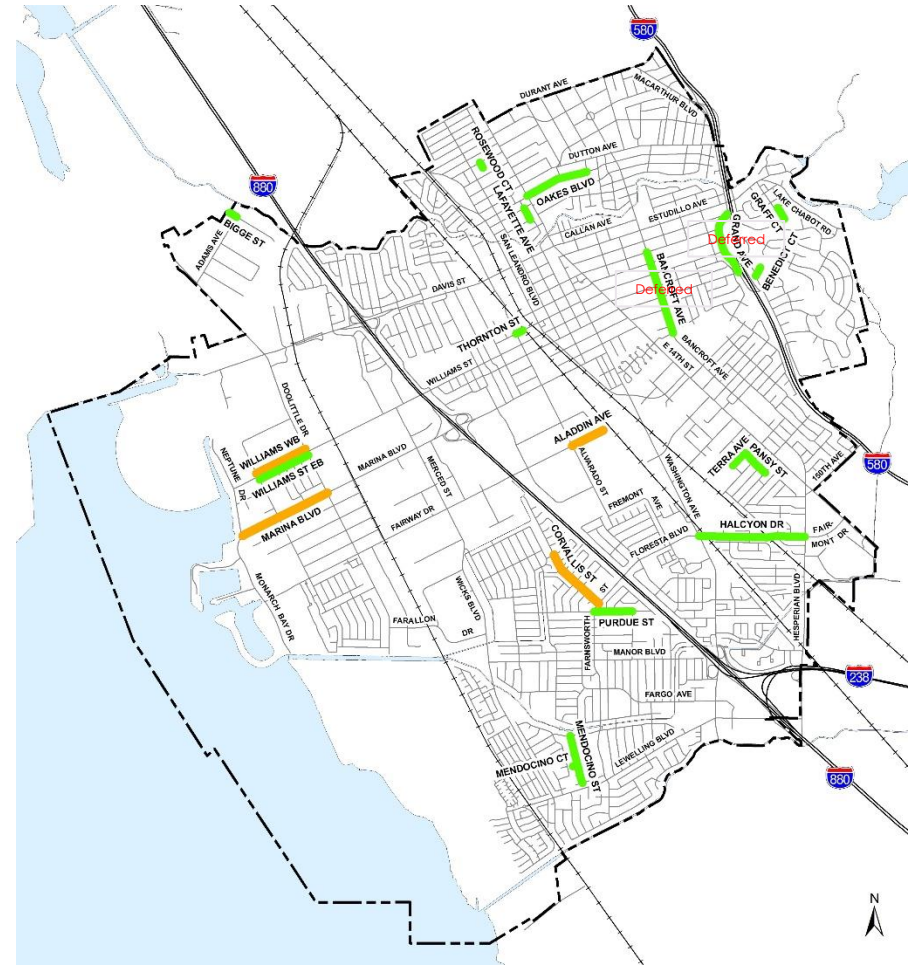 580
DURANT AVE
MACARTHUR BLVD
ROSEWOOD CT
DUTTON AVE
LAFAYETTE AVE
OAKES BLVD
880
BIGGE ST
ADAMS AVE
ESTUDILLO AVE
CALLAN AVE
GRAFF CT
LAKE CHABOT RD
GRAND AVE
Deferred
BENEDICT CT
SAN LEANDRO BLVD
BANCROFT AVE
Deferred
DAVIS ST
THORNTON ST
WILLIAMS ST
E 14TH ST
BANCROFT AVE
DOOLITTLE DR
WILLIAMS WB
WILLIAMS ST EB
NEPTUNE
DR
MARINA BLVD
MARINA BLVD
MERCED ST
ALADDIN AVE
ALVARADO ST
WASHINGTON AVE
TERRA AVE
PANSY ST
150TH AVE
580
FREMONT
AVE
FAIRWAY DR
FLORESTA BLVD
HALCYON DR
FAIR-
MONT DR
CORVALLIS ST
ST
MONARCH BAY DR
WICKS BLVD
FARALLON
DR
PURDUE ST
FARNSWORTH
MANOR BLVD
HESPERIAN BLVD
238
FARGO AVE
MENDOCINO CT
MENDOCINO ST
LEWELLING BLVD
880
N